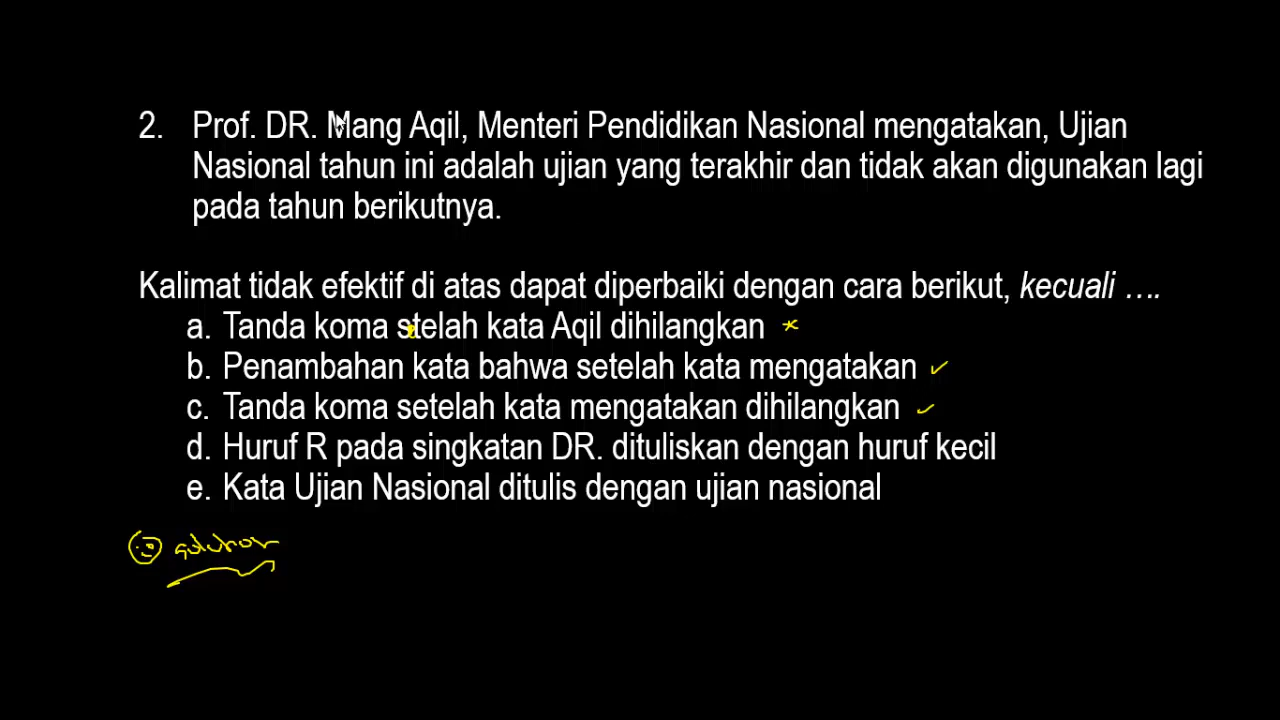 2. Prof. DR. Mang Aqil, Menteri Pendidikan Nasional mengatakan, Ujian
Nasional tahun ini adalah ujian yang terakhir dan tidak akan digunakan lagi
pada tahun berikutnya.
Kalimat tidak efektif di atas dapat diperbaiki dengan cara berikut, kecuali ….
a. Tanda koma stelah kata Aqil dihilangkan
b. Penambahan kata bahwa setelah kata mengatakan
c. Tanda koma setelah kata mengatakan dihilangkan
d. Huruf R pada singkatan DR. dituliskan dengan huruf kecil
e. Kata Ujian Nasional ditulis dengan ujian nasional